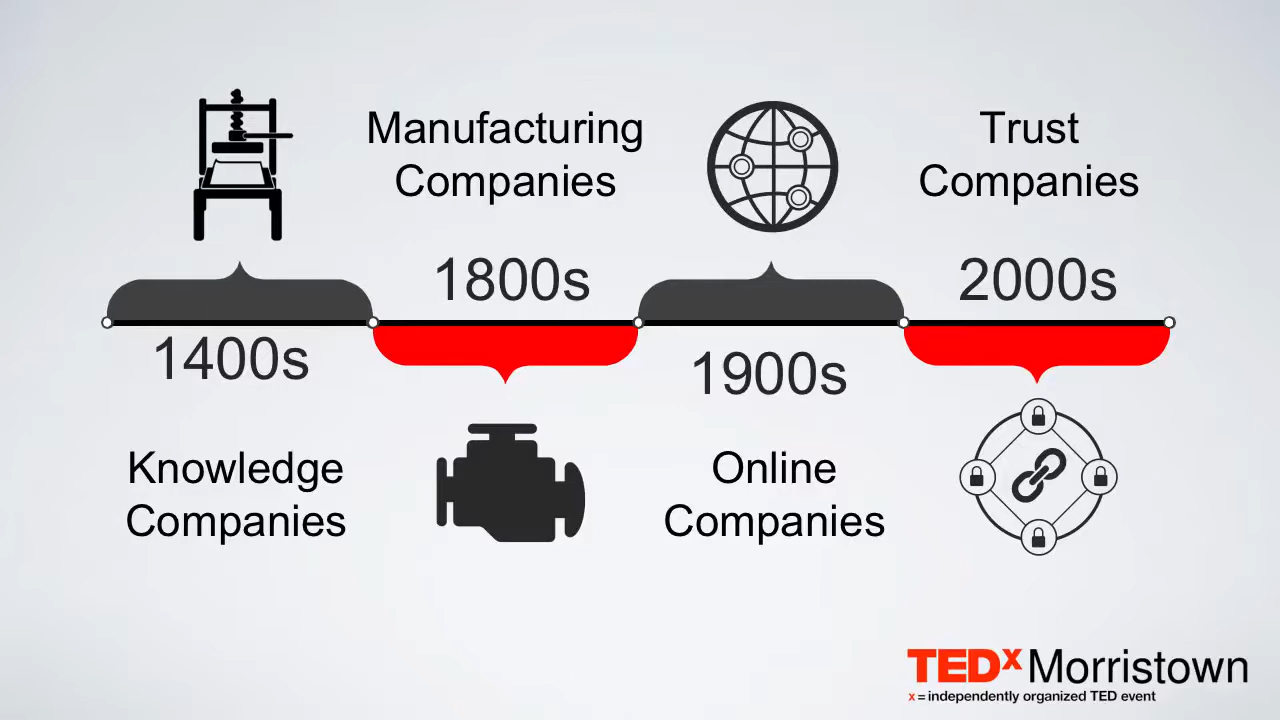 Manufacturing
Companies
Trust
Companies
1800s
2000s
1400s
1900s
Knowledge
Companies
Online
Companies
TEDx Morristown
x = independently organized TED event